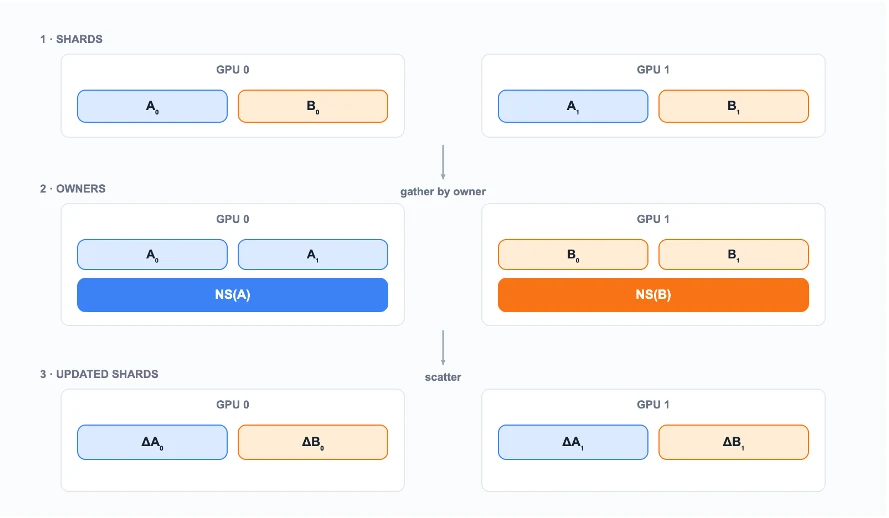 1 · SHARDS
GPU 0
GPU 1
A₀
B₀
A₁
B₁
gather by owner
2 · OWNERS
GPU 0
GPU 1
A₀
A₁
B₀
B₁
NS(A)
NS(B)
scatter
3 · UPDATED SHARDS
GPU 0
GPU 1
ΔA₀
ΔB₀
ΔA₁
ΔB₁